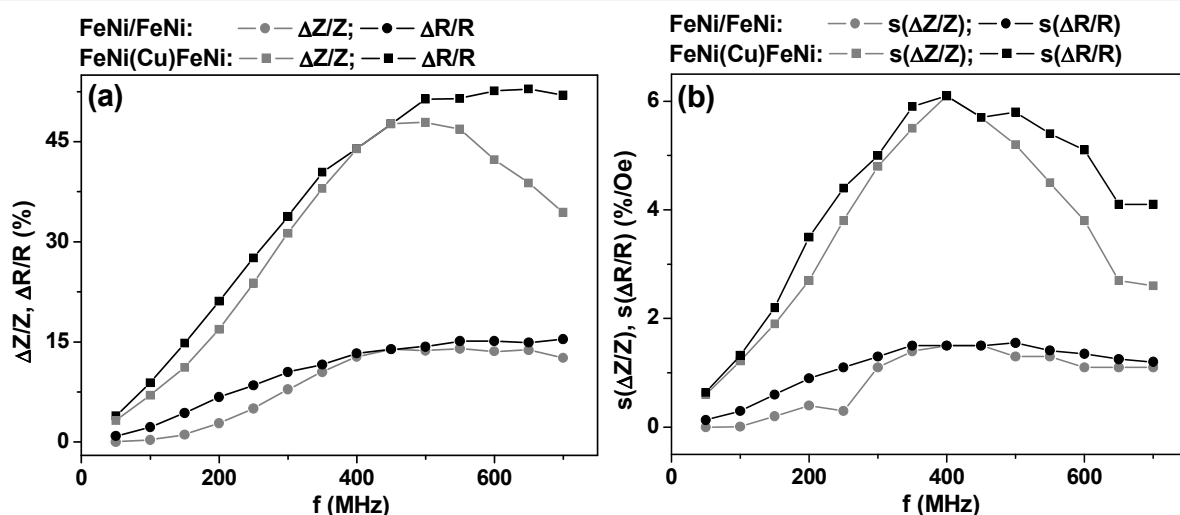 FeNi/FeNi: ΔZ/Z; ΔR/R
FeNi(Cu)FeNi: ΔZ/Z; ΔR/R
(a)
ΔZ/Z, ΔR/R (%)
45
30
15
0
0 200 400 600
f (MHz)
FeNi/FeNi: s(ΔZ/Z); s(ΔR/R)
FeNi(Cu)FeNi: s(ΔZ/Z); s(ΔR/R)
(b)
s(ΔZ/Z), s(ΔR/R) (%/Oe)
6
4
2
0
0 200 400 600
f (MHz)